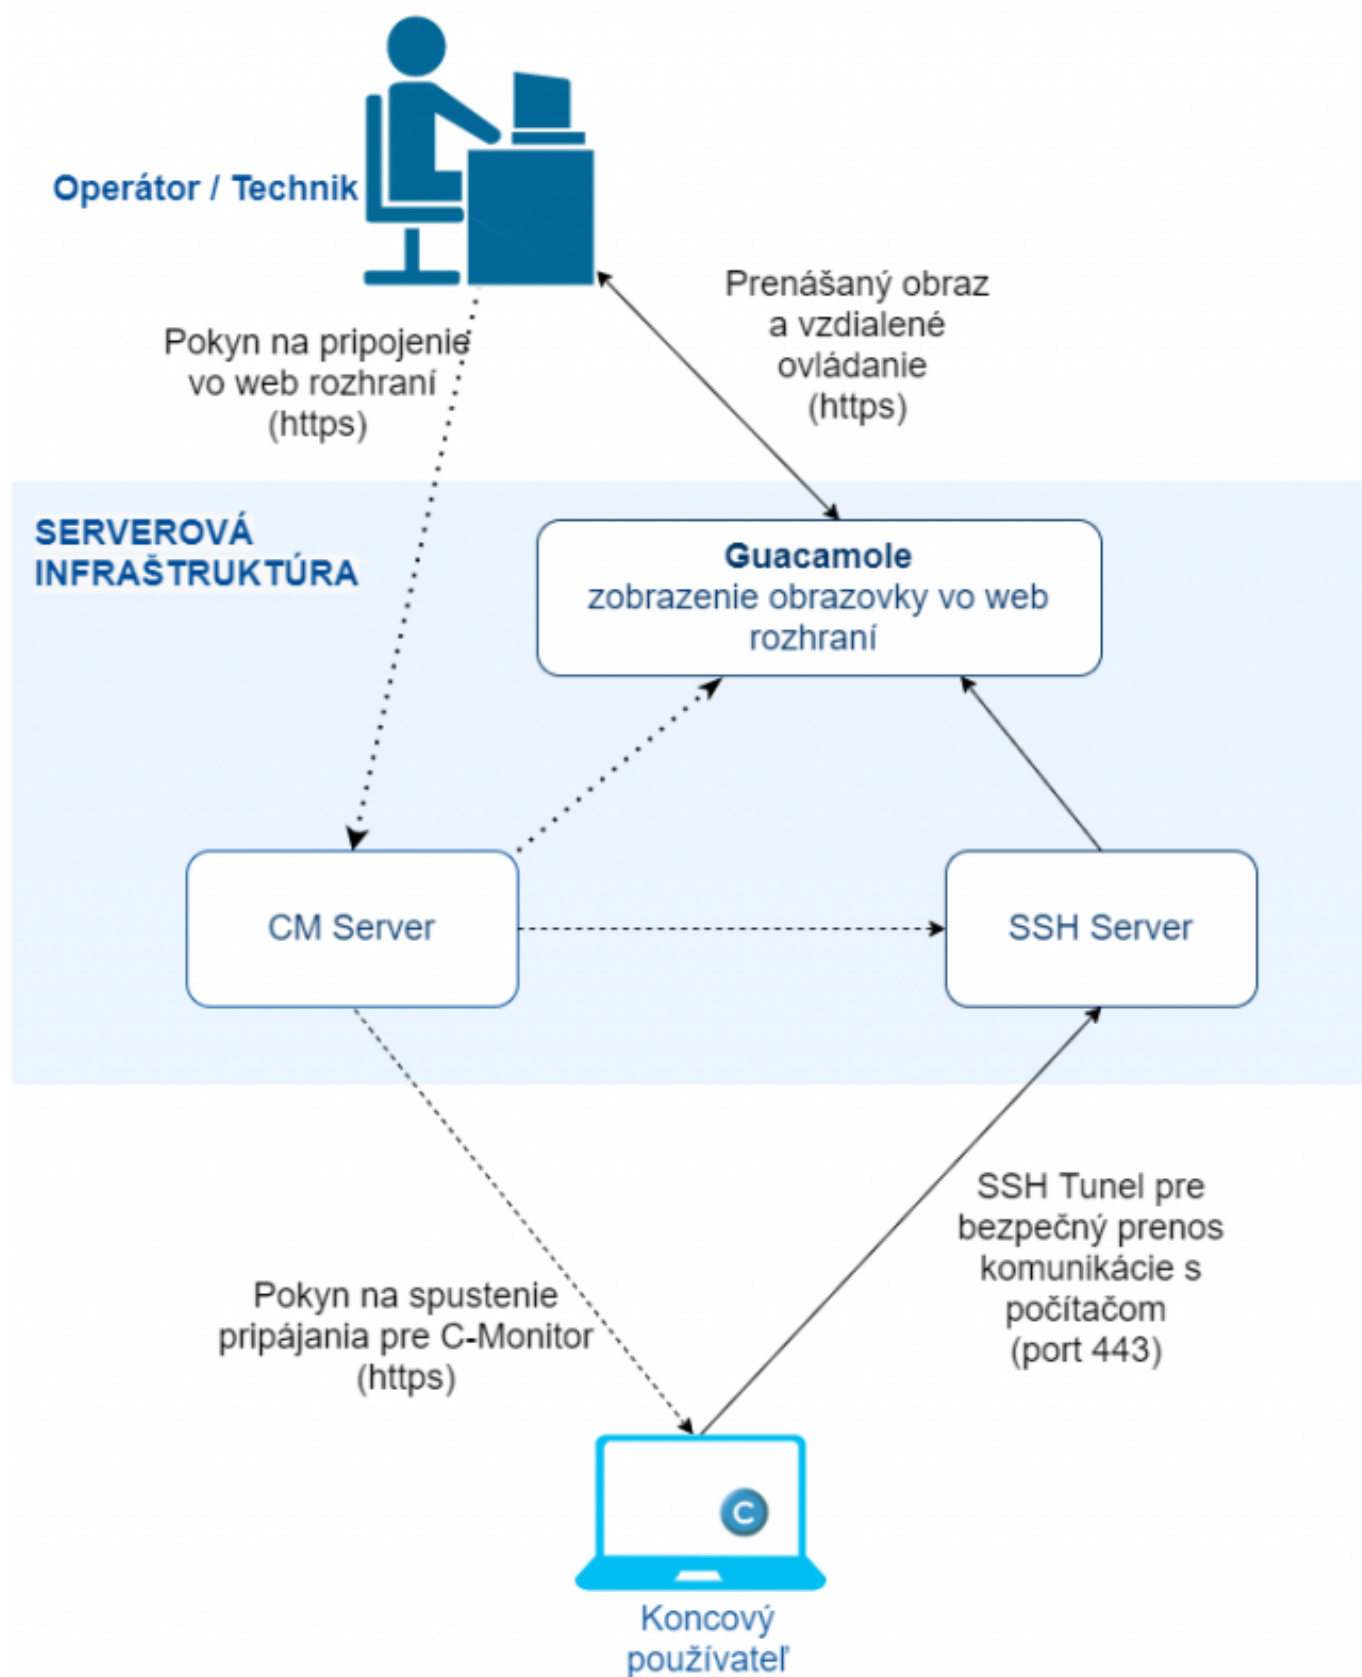 Operátor / Technik
Prenášaný obraz
a vzdialené
ovládanie
(https)
Pokyn na pripojenie
vo web rozhraní
(https)
SERVEROVÁ
INFRAŠTRUKTÚRA
Guacamole
zobrazenie obrazovky vo web
rozhraní
CM Server
SSH Server
SSH Tunel pre
bezpečný prenos
komunikácie s
počítačom
(port 443)
Pokyn na spustenie
pripájania pre C-Monitor
(https)
C
Koncový
používateľ